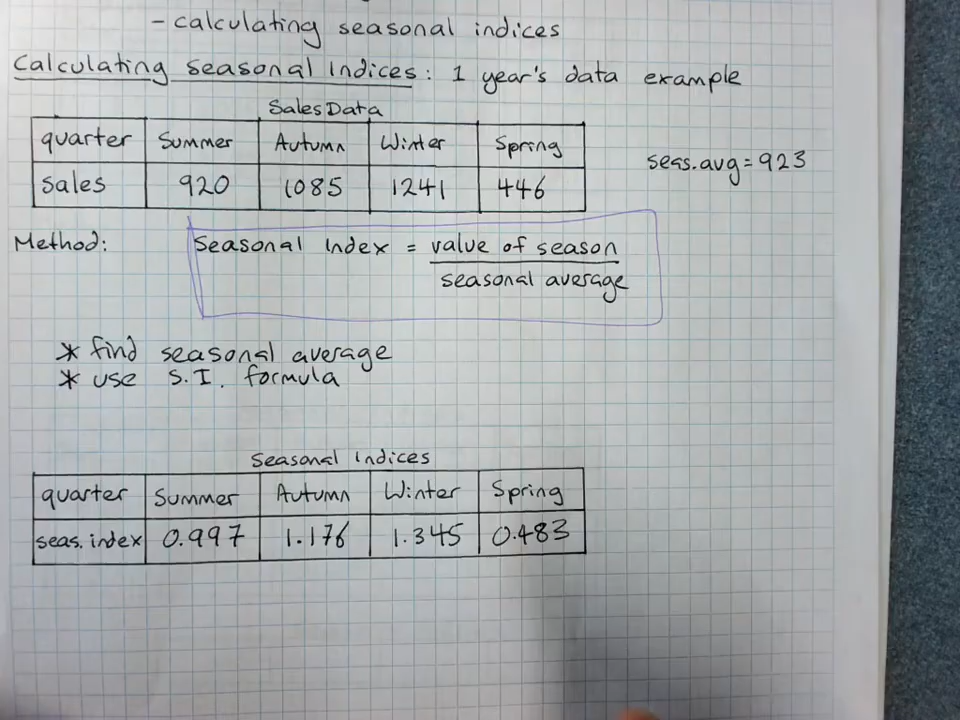 - calculating seasonal indices
Calculating seasonal Indices: 1 year's data example
Sales Data
quarter Summer Autumn Winter Spring
sales 920 1085 1241 446
seas.avg = 923
Method: Seasonal Index = value of season
seasonal average
* find seasonal average
* use S.I. formula
Seasonal Indices
quarter Summer Autumn Winter Spring
seas. index 0.997 1.176 1.345 0.483